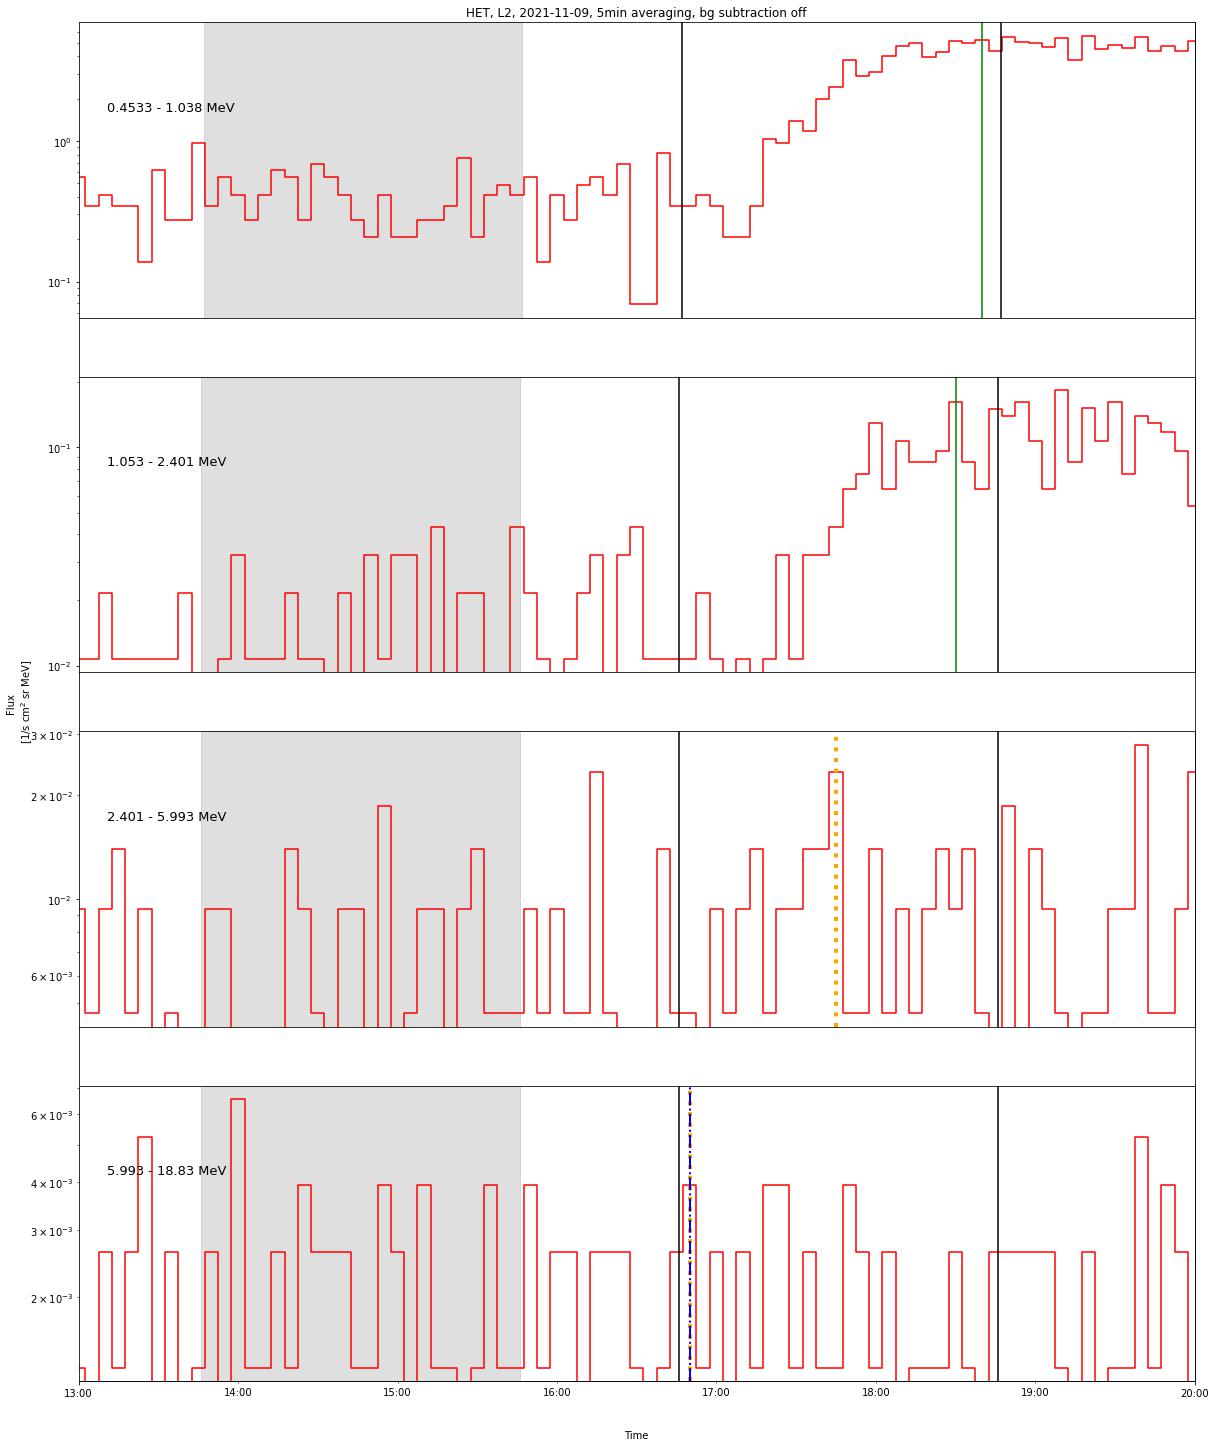 HET, L2, 2021-11-09, 5min averaging, bg subtraction off
0.4533 - 1.038 MeV
10⁰
10⁻¹
1.053 - 2.401 MeV
10⁻¹
10⁻²
Flux
[1/s cm² sr MeV]
3 × 10⁻²
2 × 10⁻²
2.401 - 5.993 MeV
10⁻²
6 × 10⁻³
6 × 10⁻³
5.993 - 18.83 MeV
4 × 10⁻³
3 × 10⁻³
2 × 10⁻³
13:00 14:00 15:00 16:00 17:00 18:00 19:00 20:00
Time